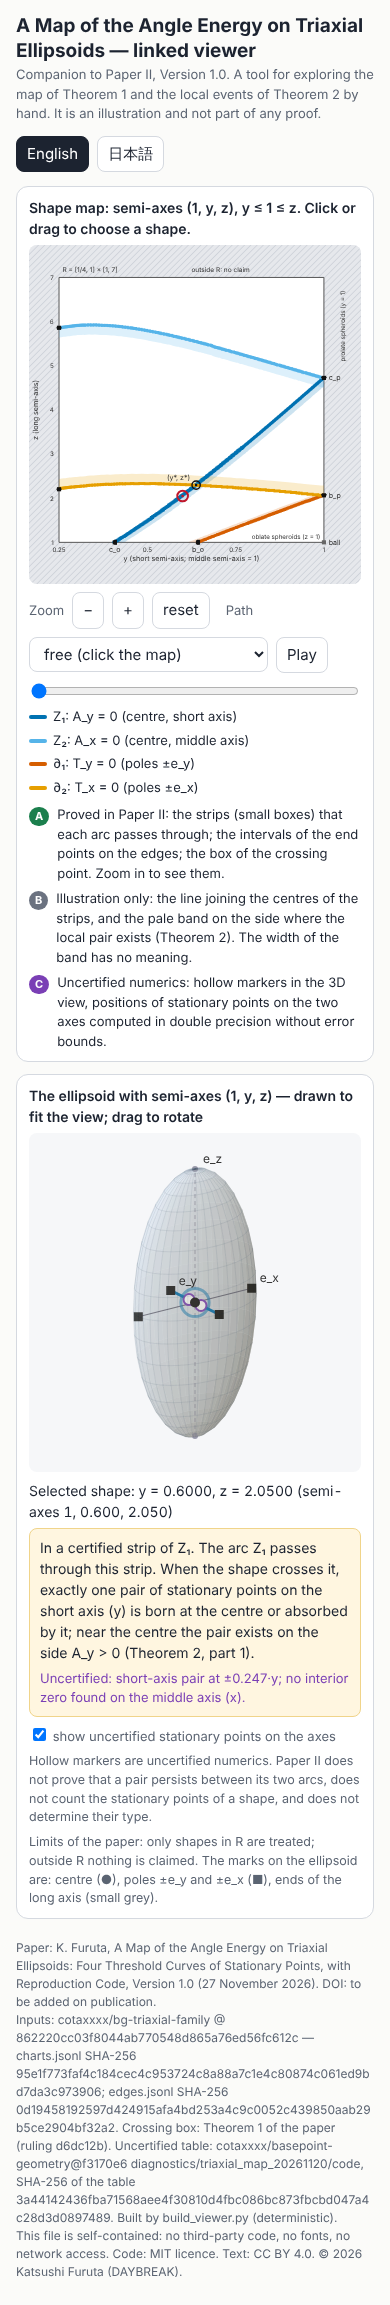 A Map of the Angle Energy on Triaxial
Ellipsoids — linked viewer
Companion to Paper II, Version 1.0. A tool for exploring the
map of Theorem 1 and the local events of Theorem 2 by
hand. It is an illustration and not part of any proof.
English
日本語
Shape map: semi-axes (1, y, z), y ≤ 1 ≤ z. Click or
drag to choose a shape.
R = [1/4, 1] × [1, 7]
outside R: no claim
7
6
5
4
3
2
1
z (long semi-axis)
prolate spheroids (y = 1)
c_p
(y*, z*)
b_p
oblate spheroids (z = 1)
ball
0.25
c_o
0.5
b_o
0.75
1
y (short semi-axis; middle semi-axis = 1)
Zoom
−
+
reset
Path
free (click the map)
Play
Z₁: A_y = 0 (centre, short axis)
Z₂: A_x = 0 (centre, middle axis)
∂₁: T_y = 0 (poles ±e_y)
∂₂: T_x = 0 (poles ±e_x)
A Proved in Paper II: the strips (small boxes) that
each arc passes through; the intervals of the end
points on the edges; the box of the crossing
point. Zoom in to see them.
B Illustration only: the line joining the centres of the
strips, and the pale band on the side where the
local pair exists (Theorem 2). The width of the
band has no meaning.
C Uncertified numerics: hollow markers in the 3D
view, positions of stationary points on the two
axes computed in double precision without error
bounds.
The ellipsoid with semi-axes (1, y, z) — drawn to
fit the view; drag to rotate
e_z
e_y
e_x
Selected shape: y = 0.6000, z = 2.0500 (semi-
axes 1, 0.600, 2.050)
In a certified strip of Z₁. The arc Z₁ passes
through this strip. When the shape crosses it,
exactly one pair of stationary points on the
short axis (y) is born at the centre or absorbed
by it; near the centre the pair exists on the
side A_y > 0 (Theorem 2, part 1).
Uncertified: short-axis pair at ±0.247·y; no interior
zero found on the middle axis (x).
show uncertified stationary points on the axes
Hollow markers are uncertified numerics. Paper II does
not prove that a pair persists between its two arcs, does
not count the stationary points of a shape, and does not
determine their type.
Limits of the paper: only shapes in R are treated;
outside R nothing is claimed. The marks on the ellipsoid
are: centre (●), poles ±e_y and ±e_x (■), ends of the
long axis (small grey).
Paper: K. Furuta, A Map of the Angle Energy on Triaxial
Ellipsoids: Four Threshold Curves of Stationary Points, with
Reproduction Code, Version 1.0 (27 November 2026). DOI: to
be added on publication.
Inputs: cotaxxxx/bg-triaxial-family @
862220cc03f8044ab770548d865a76ed56fc612c —
charts.jsonl SHA-256
95e1f773faf4c184cec4c953724c8a88a7c1e4c80874c061ed9b
d7da3c973906; edges.jsonl SHA-256
0d19458192597d424915afa4bd253a4c9c0052c439850aab29
b5ce2904bf32a2. Crossing box: Theorem 1 of the paper
(ruling d6dc12b). Uncertified table: cotaxxxx/basepoint-
geometry@f3170e6 diagnostics/triaxial_map_20261120/code,
SHA-256 of the table
3a44142436fba71568aee4f30810d4fbc086bc873fbcbd047a4
c28d3d0897489. Built by build_viewer.py (deterministic).
This file is self-contained: no third-party code, no fonts, no
network access. Code: MIT licence. Text: CC BY 4.0. © 2026
Katsushi Furuta (DAYBREAK).